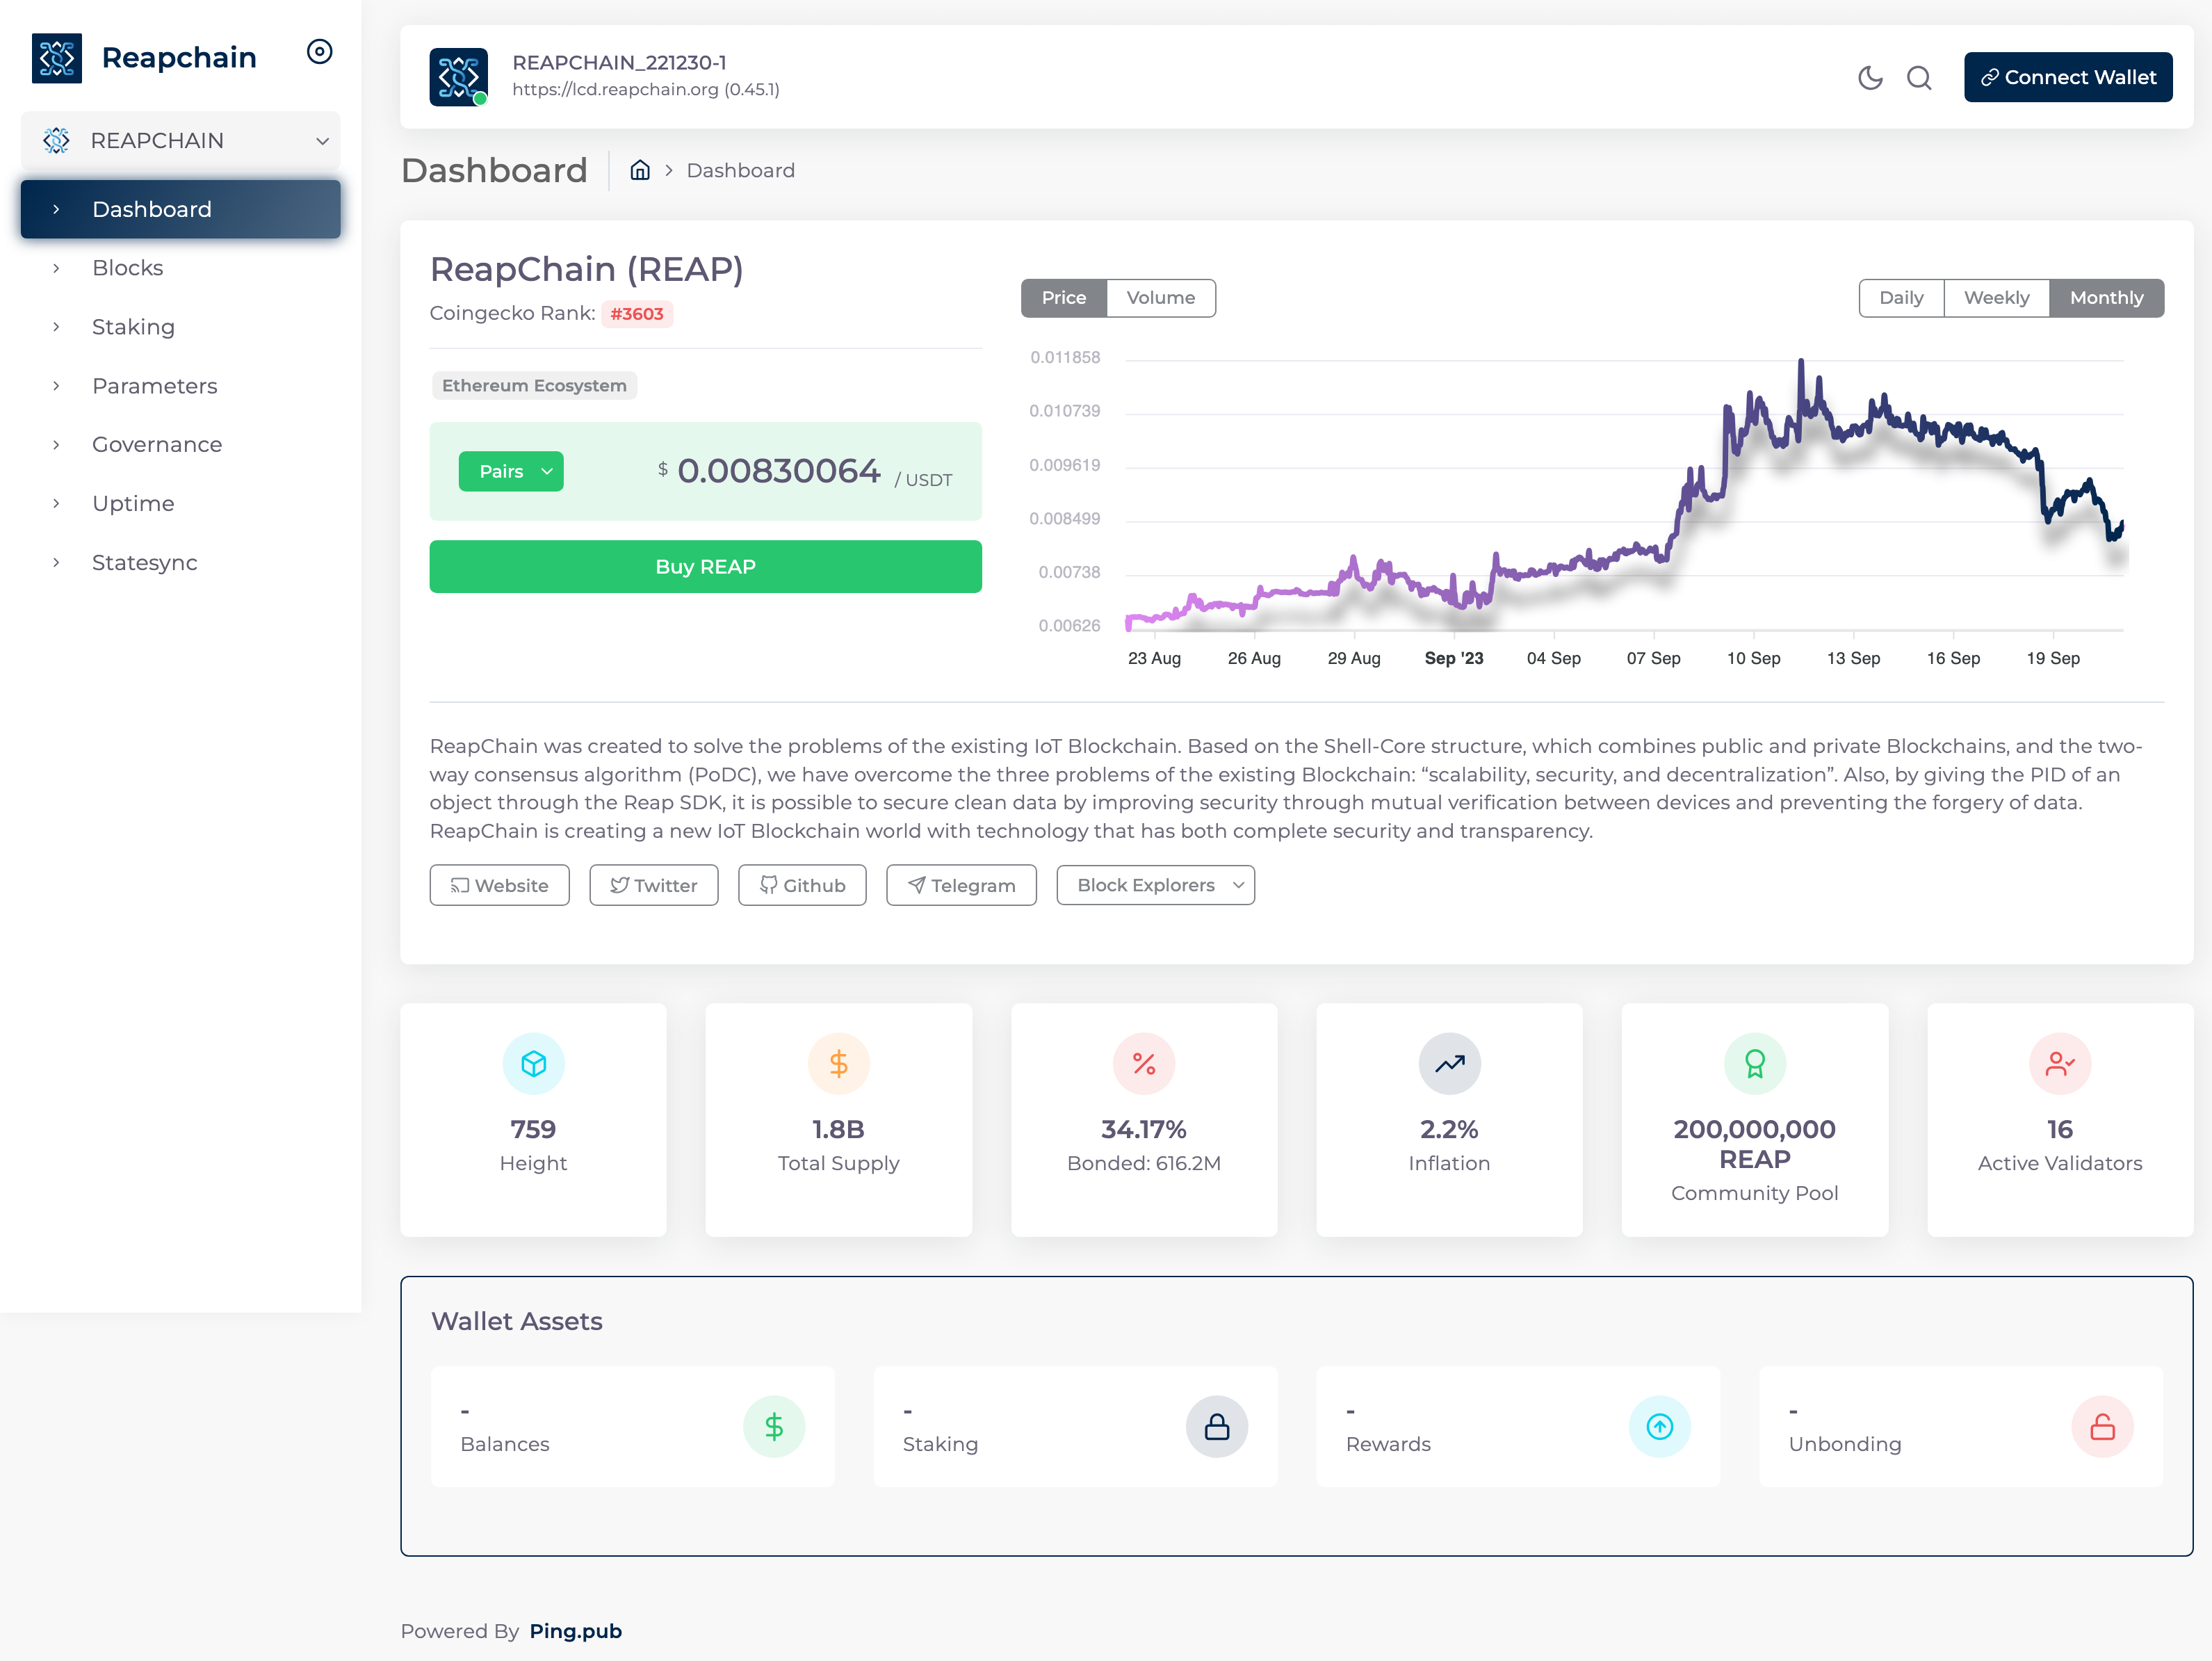 Reapchain
REAPCHAIN
Dashboard
Blocks
Staking
Parameters
Governance
Uptime
Statesync
REAPCHAIN_221230-1
https://lcd.reapchain.org (0.45.1)
Connect Wallet
Dashboard
Dashboard
ReapChain (REAP)
Coingecko Rank: #3603
Ethereum Ecosystem
Pairs
$ 0.00830064 / USDT
Buy REAP
Price Volume
Daily Weekly Monthly
0.011858
0.010739
0.009619
0.008499
0.00738
0.00626
23 Aug 26 Aug 29 Aug Sep '23 04 Sep 07 Sep 10 Sep 13 Sep 16 Sep 19 Sep
ReapChain was created to solve the problems of the existing IoT Blockchain. Based on the Shell-Core structure, which combines public and private Blockchains, and the two-
way consensus algorithm (PoDC), we have overcome the three problems of the existing Blockchain: “scalability, security, and decentralization”. Also, by giving the PID of an
object through the Reap SDK, it is possible to secure clean data by improving security through mutual verification between devices and preventing the forgery of data.
ReapChain is creating a new IoT Blockchain world with technology that has both complete security and transparency.
Website Twitter Github Telegram Block Explorers
759
Height
1.8B
Total Supply
34.17%
Bonded: 616.2M
2.2%
Inflation
200,000,000
REAP
Community Pool
16
Active Validators
Wallet Assets
-
Balances
-
Staking
-
Rewards
-
Unbonding
Powered By Ping.pub